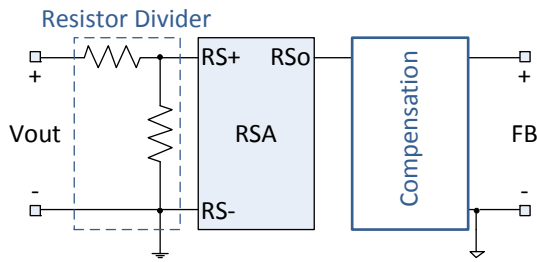 Resistor Divider
RS+ RSo
+ +
Vout RSA Compensation FB
- -
RS-